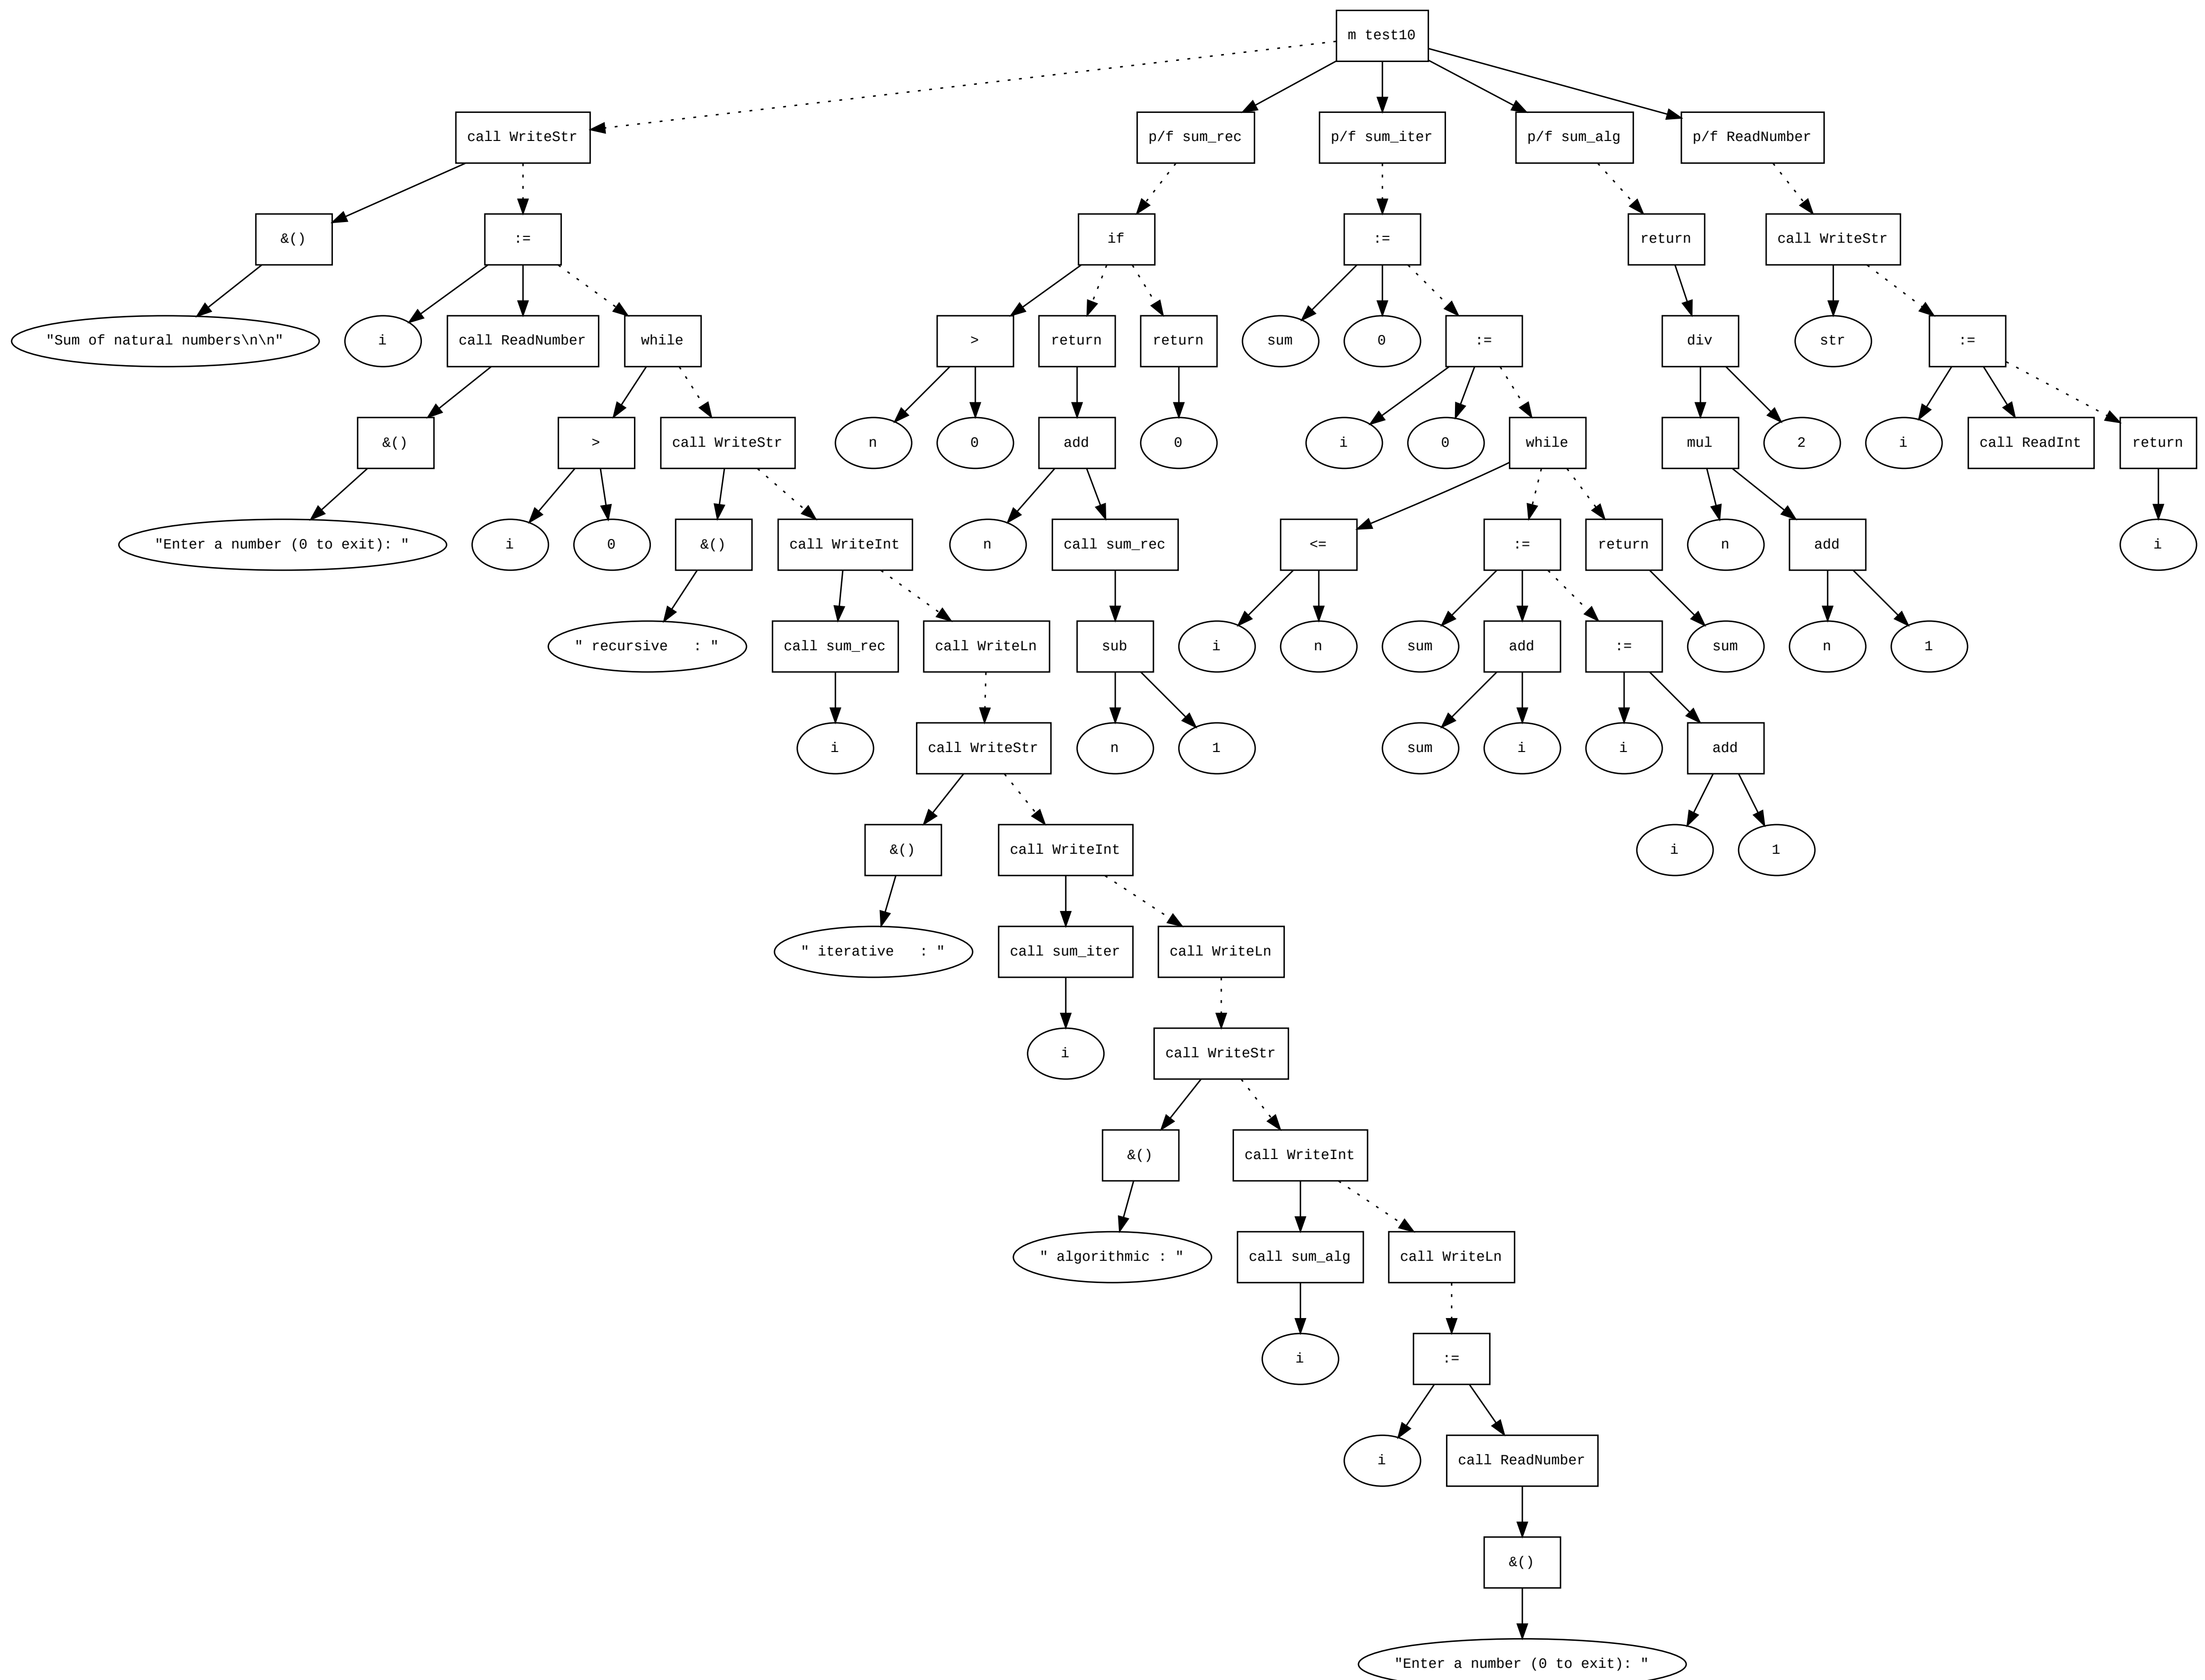 m test10
call WriteStr
p/f sum_rec
p/f sum_iter
p/f sum_alg
p/f ReadNumber
&()
:=
if
:=
return
call WriteStr
"Sum of natural numbers\n\n"
i
call ReadNumber
while
>
return
return
sum
0
:=
div
str
:=
&()
>
call WriteStr
n
0
add
0
i
0
while
mul
2
i
call ReadInt
return
"Enter a number (0 to exit): "
i
0
&()
call WriteInt
n
call sum_rec
<=
:=
return
n
add
i
" recursive   : "
call sum_rec
call WriteLn
sub
i
n
sum
add
:=
sum
n
1
i
call WriteStr
n
1
sum
i
i
add
&()
call WriteInt
i
1
" iterative   : "
call sum_iter
call WriteLn
i
call WriteStr
&()
call WriteInt
" algorithmic : "
call sum_alg
call WriteLn
i
:=
i
call ReadNumber
&()
"Enter a number (0 to exit): "